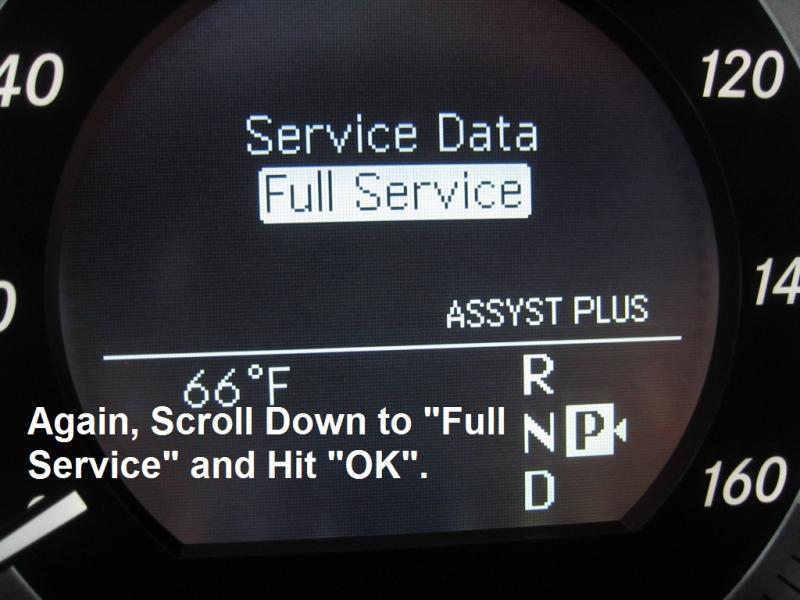 40
120
Service Data
Full Service
ASSYST PLUS
66°F
R
N P
D
Again, Scroll Down to "Full
Service" and Hit "OK".
160